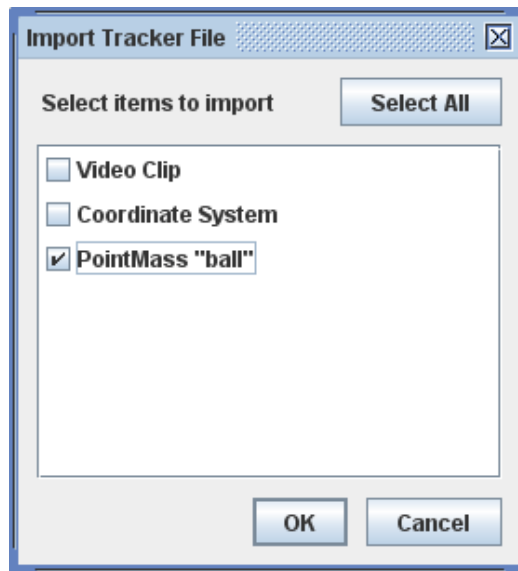 Import Tracker File
Select items to import
Select All
Video Clip
Coordinate System
PointMass "ball"
OK
Cancel